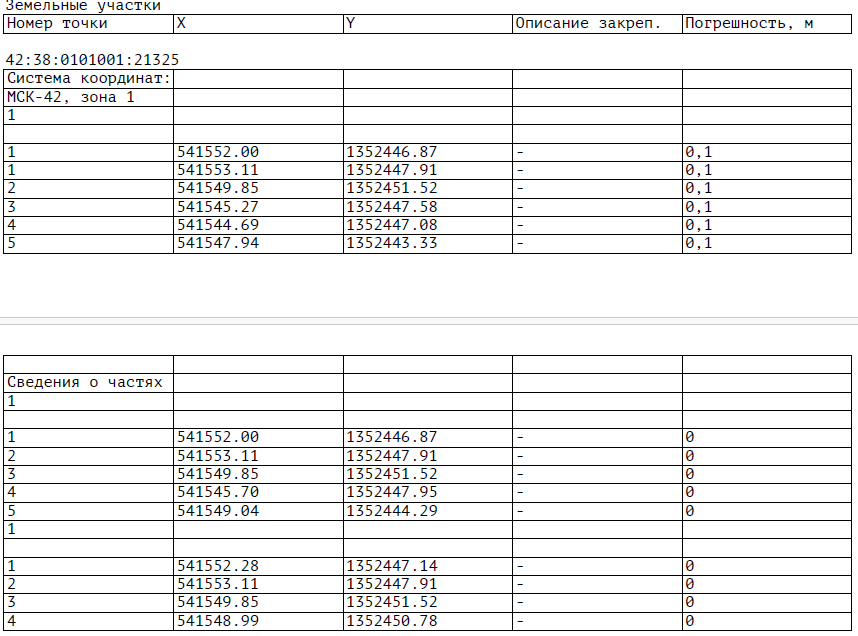 Земельные участки
Номер точки X Y Описание закреп. Погрешность, м
42:38:0101001:21325
Система координат:
МСК-42, зона 1
1
1 541552.00 1352446.87 - 0,1
1 541553.11 1352447.91 - 0,1
2 541549.85 1352451.52 - 0,1
3 541545.27 1352447.58 - 0,1
4 541544.69 1352447.08 - 0,1
5 541547.94 1352443.33 - 0,1
Сведения о частях
1
1 541552.00 1352446.87 - 0
2 541553.11 1352447.91 - 0
3 541549.85 1352451.52 - 0
4 541545.70 1352447.95 - 0
5 541549.04 1352444.29 - 0
1
1 541552.28 1352447.14 - 0
2 541553.11 1352447.91 - 0
3 541549.85 1352451.52 - 0
4 541548.99 1352450.78 - 0